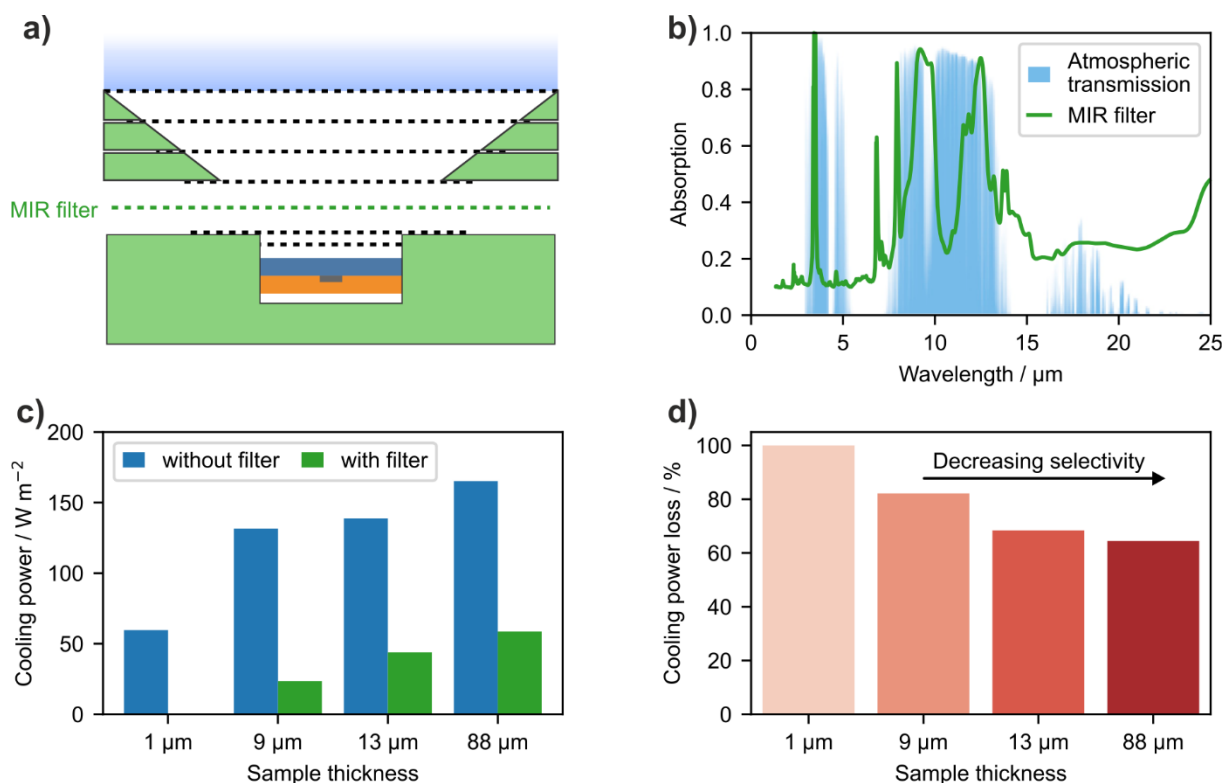 a)
MIR filter
b)
1.0
0.8
0.6
0.4
0.2
0.0
Absorption
Atmospheric
transmission
MIR filter
0
5
10
15
20
25
Wavelength / µm
c)
200
150
100
50
0
Cooling power / W m⁻²
without filter
with filter
1 µm
9 µm
13 µm
88 µm
Sample thickness
d)
100
80
60
40
20
0
Cooling power loss / %
Decreasing selectivity
1 µm
9 µm
13 µm
88 µm
Sample thickness